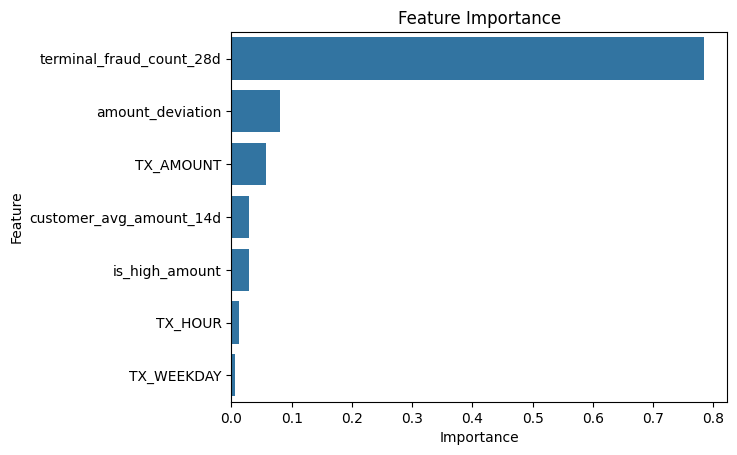 Feature Importance
Feature
terminal_fraud_count_28d
amount_deviation
TX_AMOUNT
customer_avg_amount_14d
is_high_amount
TX_HOUR
TX_WEEKDAY
0.0 0.1 0.2 0.3 0.4 0.5 0.6 0.7 0.8
Importance